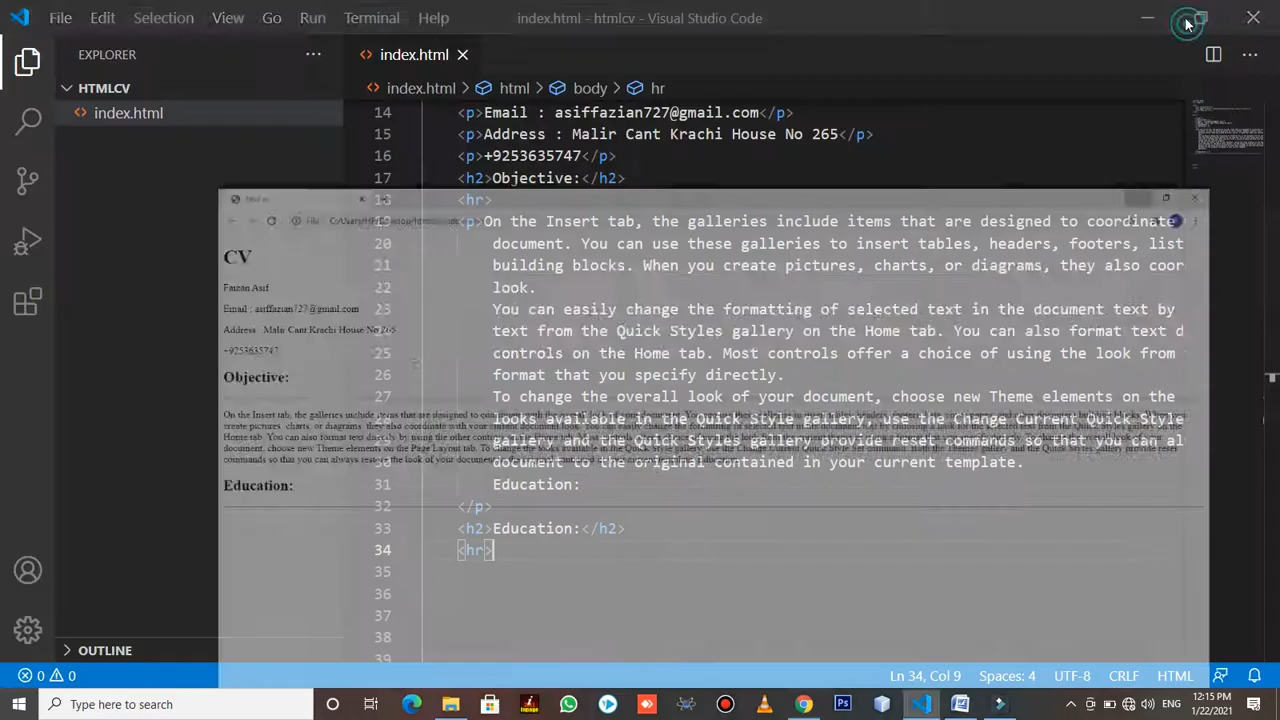 File Edit Selection View Go Run Terminal Help index.html - htmlcv - Visual Studio Code
EXPLORER
index.html
HTMLCV
index.html
index.html html body hr
14 <p>Email : asiffazian727@gmail.com</p>
15 <p>Address : Malir Cant Krachi House No 265</p>
16 <p>+9253635747</p>
17 <h2>Objective:</h2>
18 <hr>
19 <p>On the Insert tab, the galleries include items that are designed to coordinate
20 document. You can use these galleries to insert tables, headers, footers, list
21 building blocks. When you create pictures, charts, or diagrams, they also coor
22 look.
23 You can easily change the formatting of selected text in the document text by
24 text from the Quick Styles gallery on the Home tab. You can also format text d
25 controls on the Home tab. Most controls offer a choice of using the look from
26 format that you specify directly.
27 To change the overall look of your document, choose new Theme elements on the
28 looks available in the Quick Style gallery, use the Change Current Quick Style
29 gallery and the Quick Styles gallery provide reset commands so that you can al
30 document to the original contained in your current template.
31 Education:
32 </p>
33 <h2>Education:</h2>
34 <hr>
35
36
37
38
39
CV
Faizan Asif
Email : asiffazian727@gmail.com
Address : Malir Cant Krachi House No 265
+9253635747
Objective:
Education:
OUTLINE
0 0 Ln 34, Col 9 Spaces: 4 UTF-8 CRLF HTML
Type here to search
12:15 PM
1/22/2021